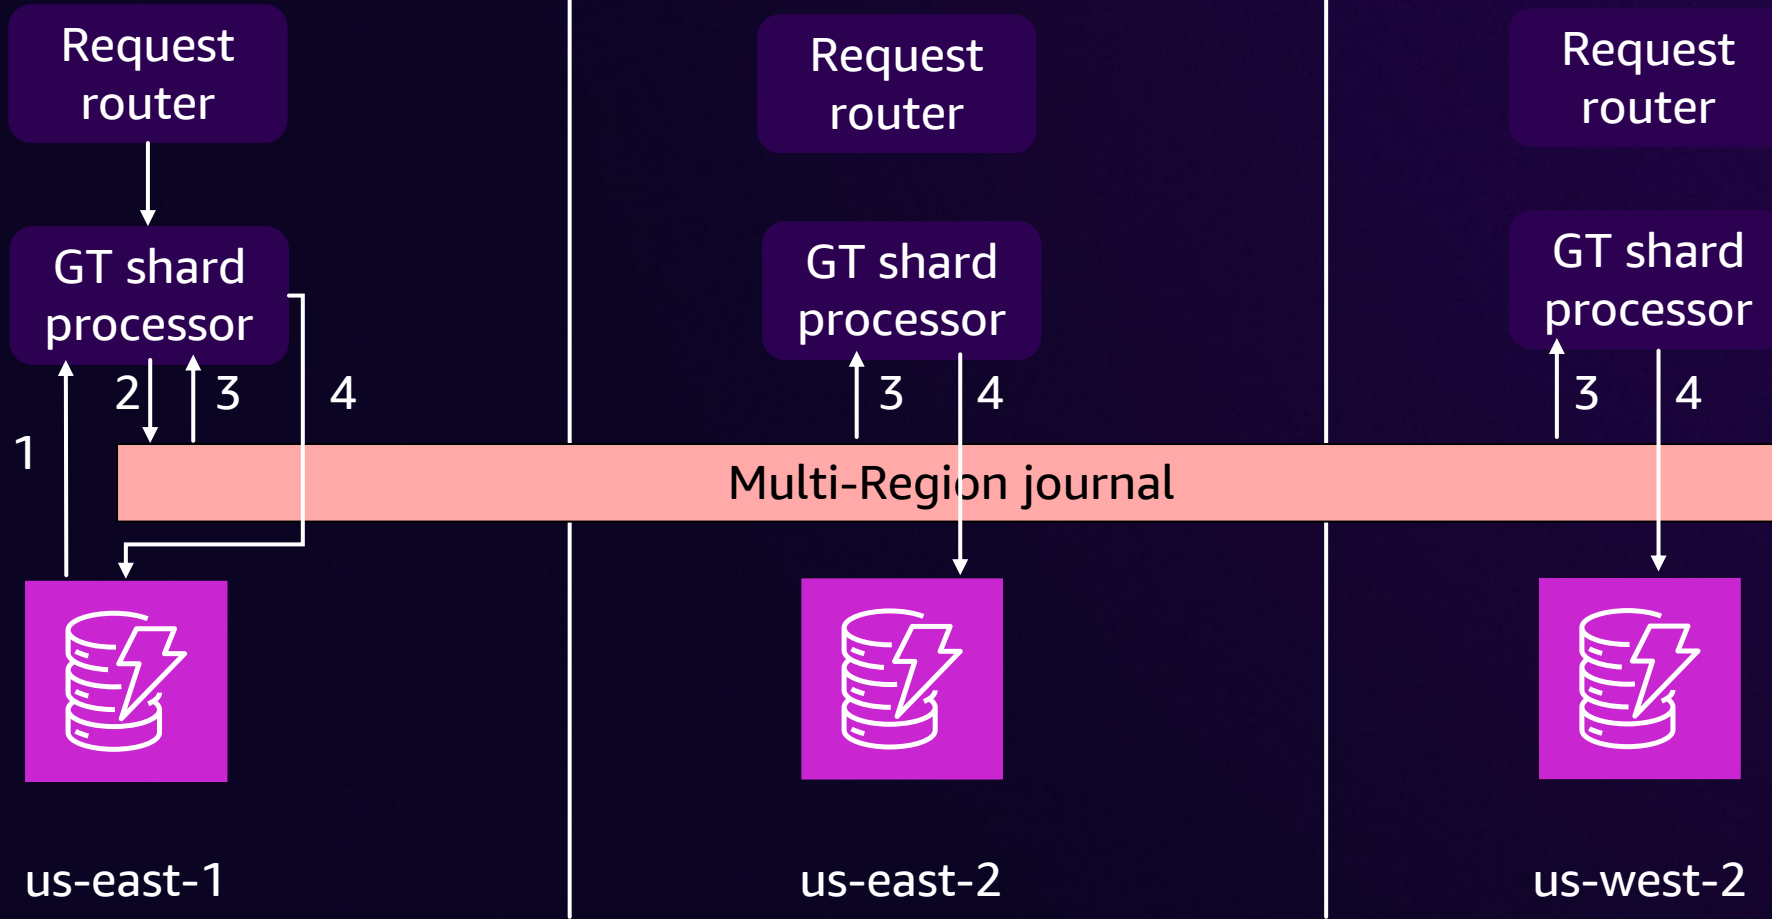 Request
router
Request
router
Request
router
GT shard
processor
GT shard
processor
GT shard
processor
1
2
3
4
3
4
3
4
Multi-Region journal
us-east-1
us-east-2
us-west-2